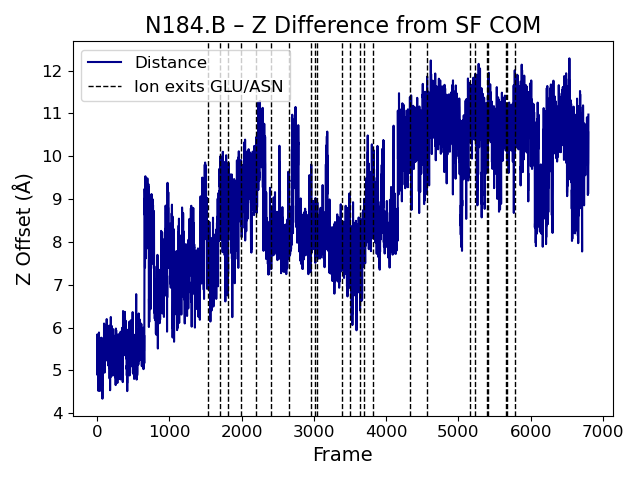 N184.B – Z Difference from SF COM
Distance
Ion exits GLU/ASN
Z Offset (Å)
12
11
10
9
8
7
6
5
4
0 1000 2000 3000 4000 5000 6000 7000
Frame